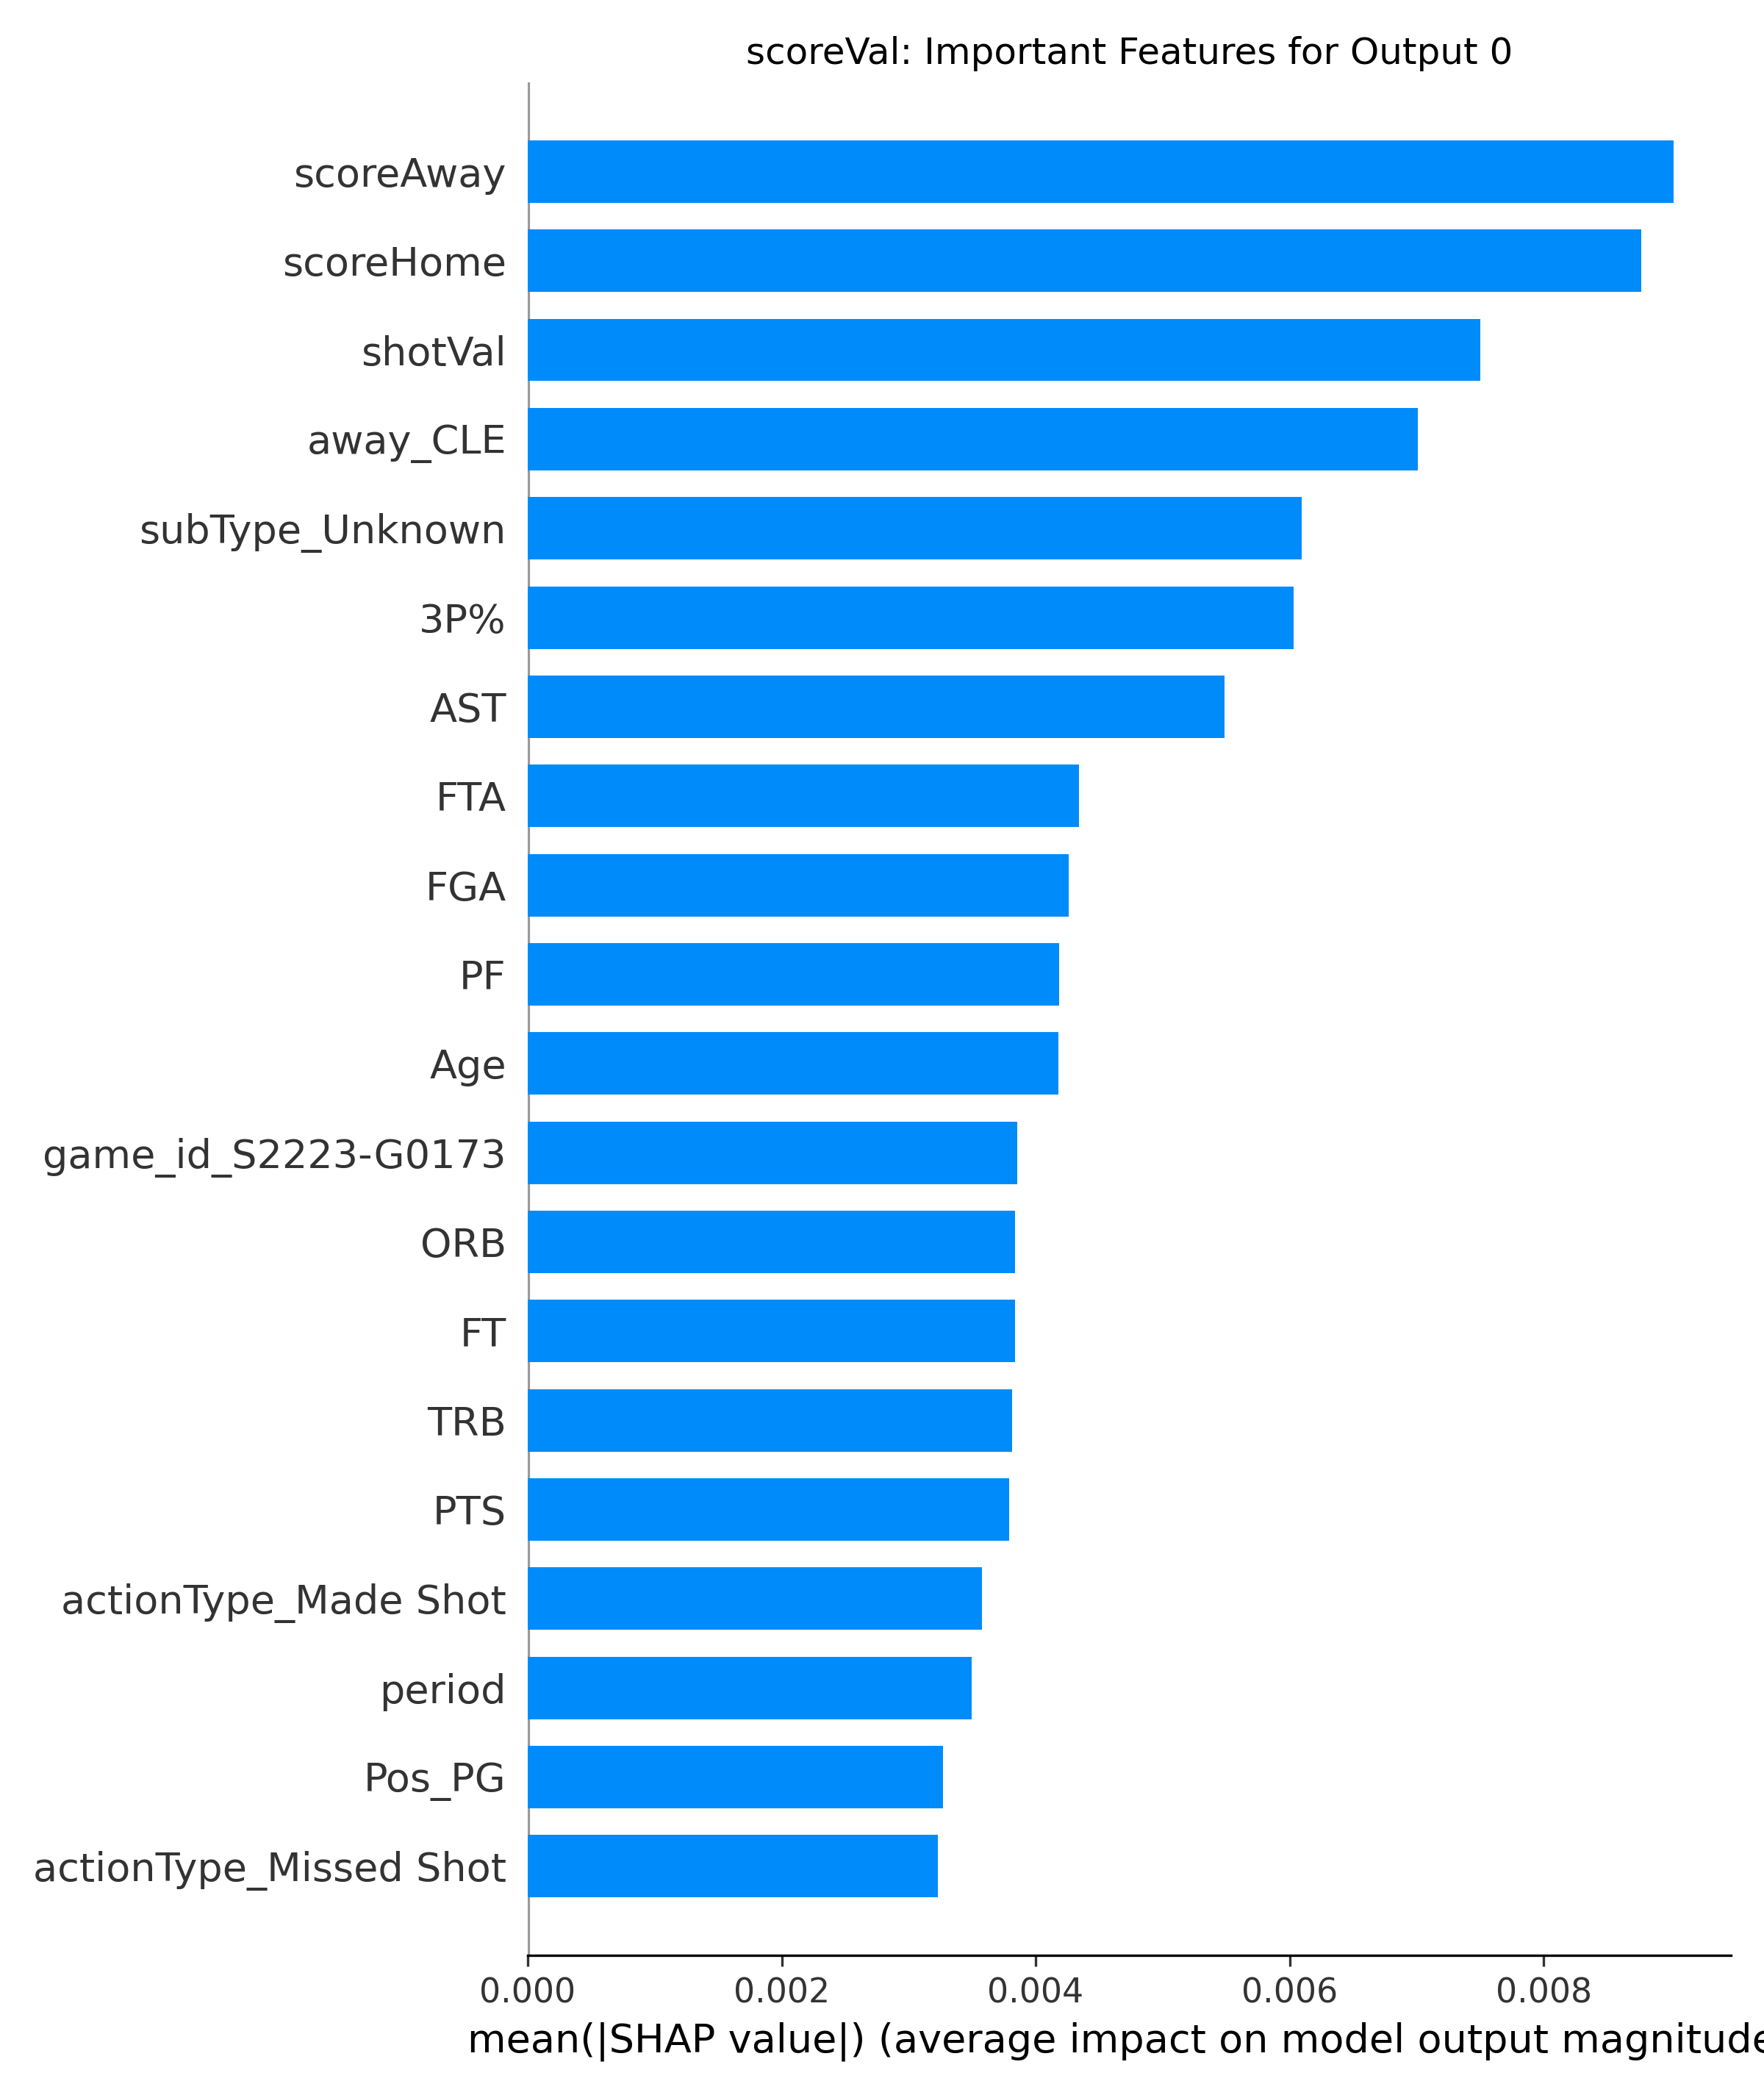 scoreVal: Important Features for Output 0
scoreAway
scoreHome
shotVal
away_CLE
subType_Unknown
3P%
AST
FTA
FGA
PF
Age
game_id_S2223-G0173
ORB
FT
TRB
PTS
actionType_Made Shot
period
Pos_PG
actionType_Missed Shot
0.000 0.002 0.004 0.006 0.008
mean(|SHAP value|) (average impact on model output magnitude